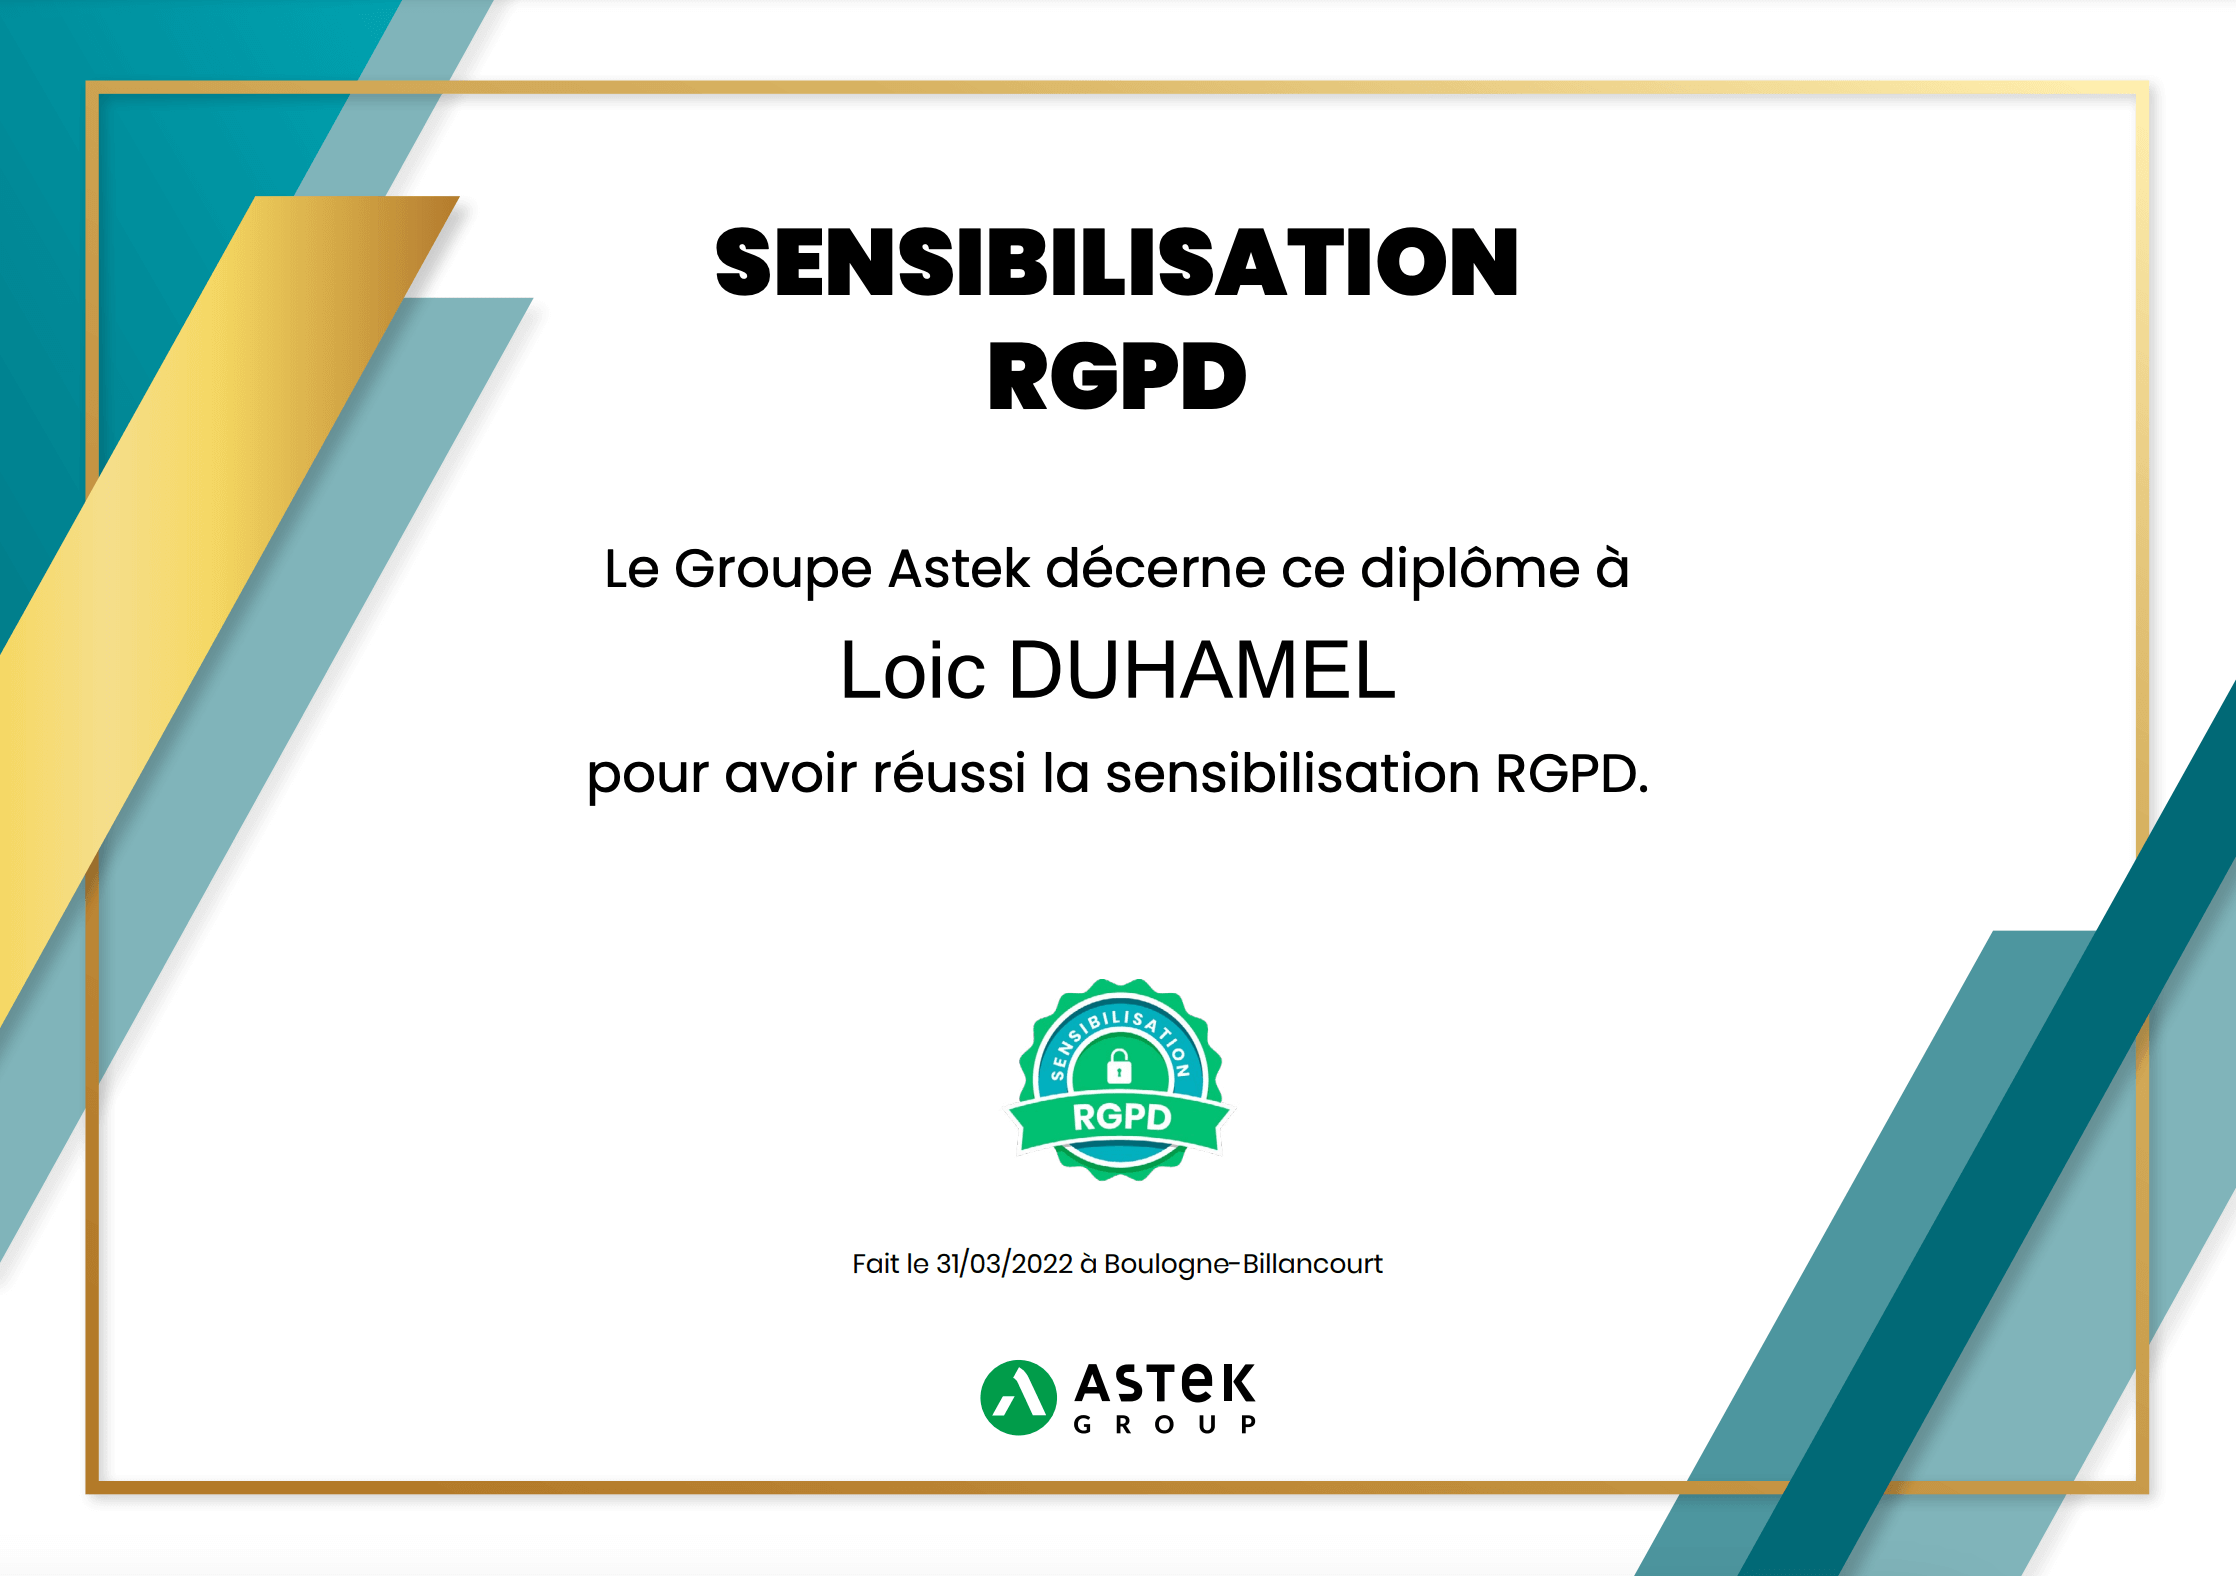 SENSIBILISATION
RGPD
Le Groupe Astek décerne ce diplôme à
Loic DUHAMEL
pour avoir réussi la sensibilisation RGPD.
SENSIBILISATION
RGPD
Fait le 31/03/2022 à Boulogne-Billancourt
ASTeK
GROUP